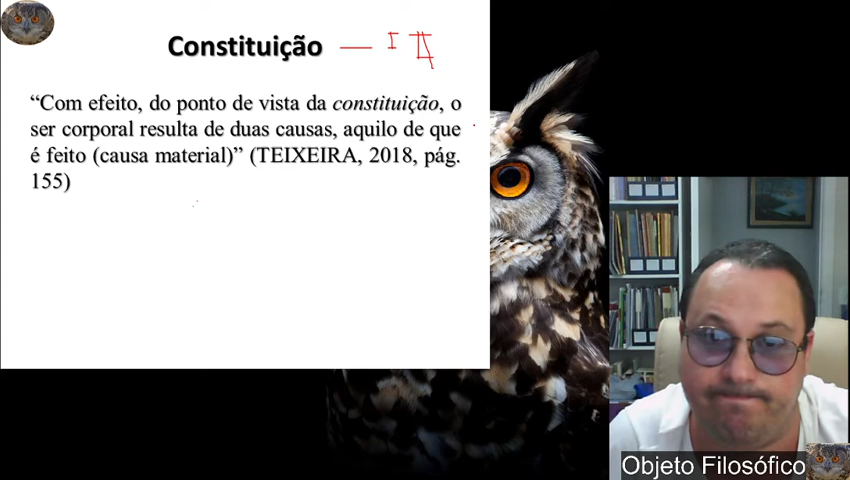 Constituição — I II
“Com efeito, do ponto de vista da constituição, o
ser corporal resulta de duas causas, aquilo de que
é feito (causa material)” (TEIXEIRA, 2018, pág.
155)
Objeto Filosófico